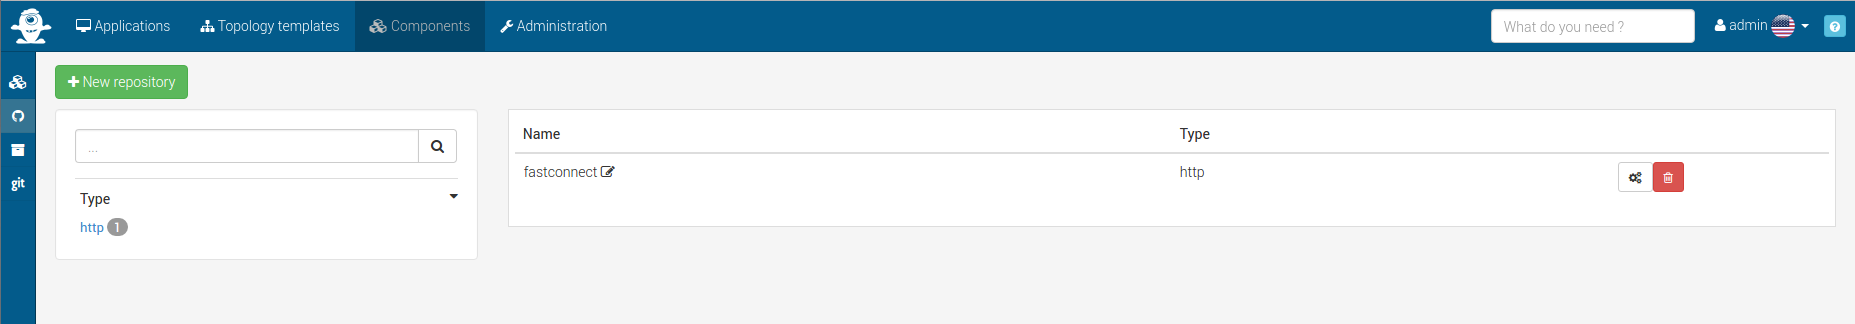 Applications Topology templates Components Administration What do you need ? admin
New repository
...
Name Type
fastconnect http
Type
http 1
git